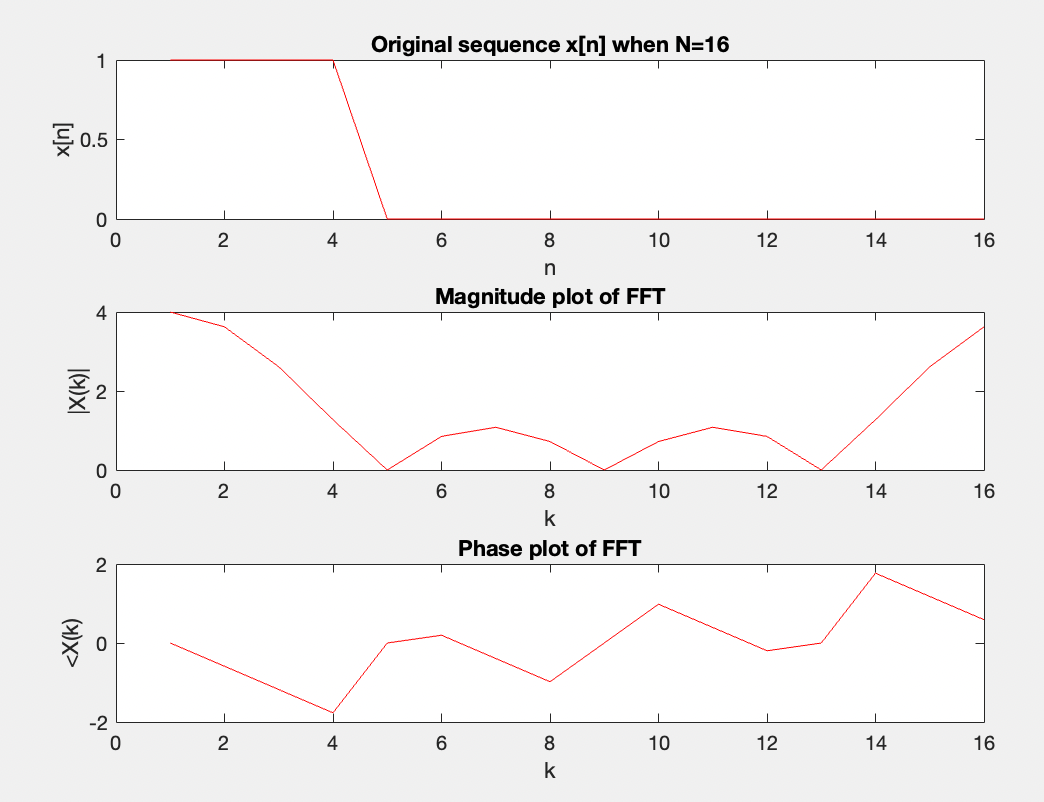 Original sequence x[n] when N=16
1
0.5
0
x[n]
0 2 4 6 8 10 12 14 16
n
Magnitude plot of FFT
4
2
0
|X(k)|
0 2 4 6 8 10 12 14 16
k
Phase plot of FFT
2
0
-2
<X(k)
0 2 4 6 8 10 12 14 16
k